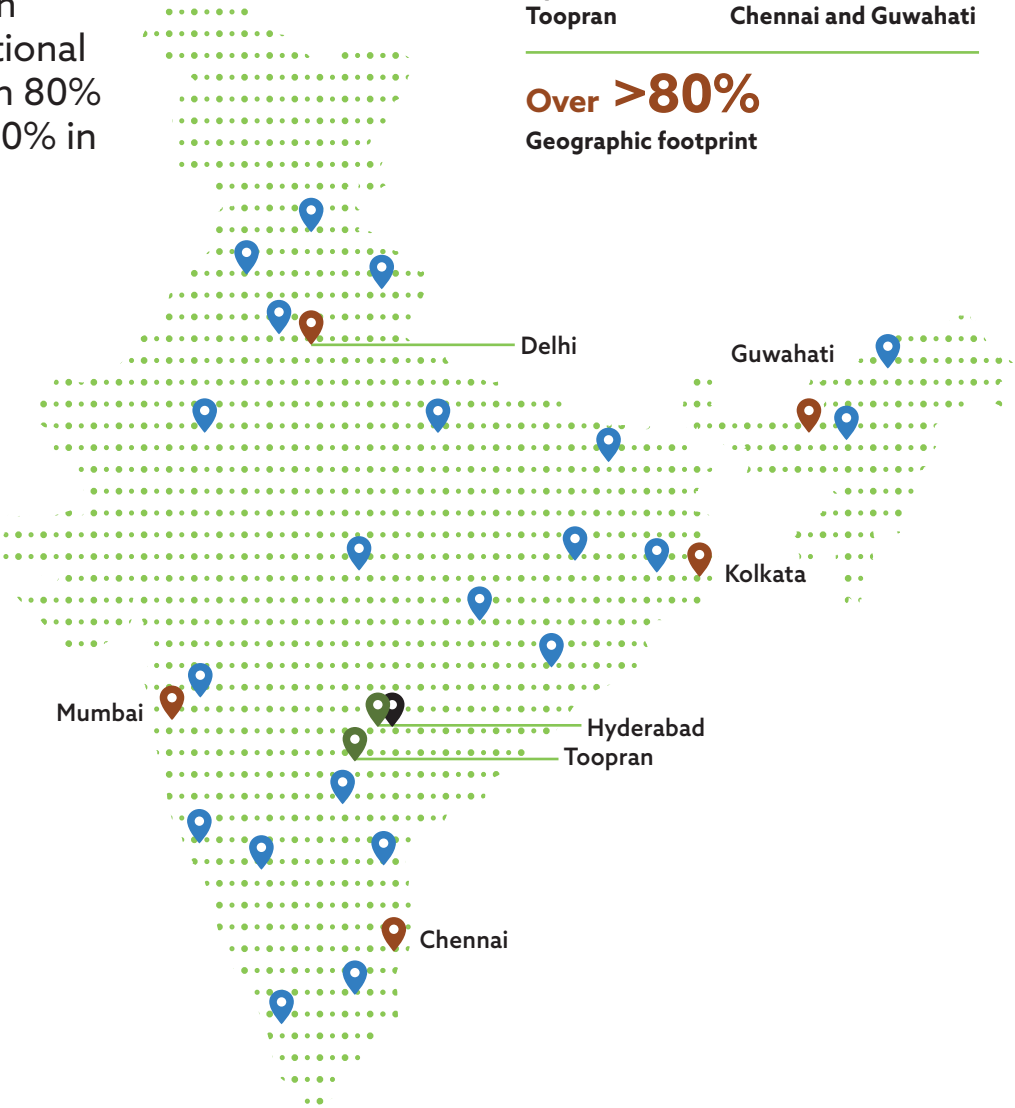 tional
80%
0% in
Toopran
Chennai and Guwahati
Over >80%
Geographic footprint
Delhi
Guwahati
Kolkata
Mumbai
Hyderabad
Toopran
Chennai